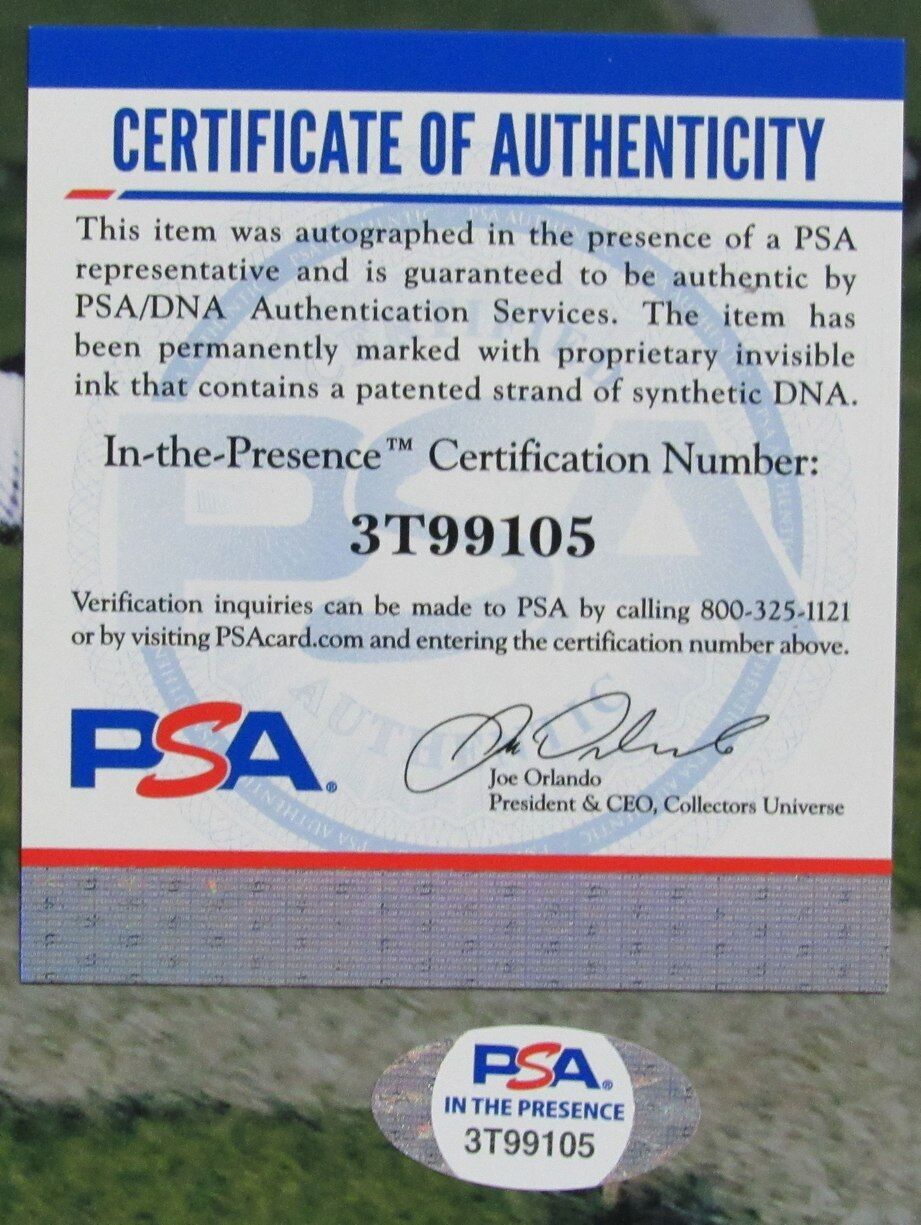 CERTIFICATE OF AUTHENTICITY
This item was autographed in the presence of a PSA
representative and is guaranteed to be authentic by
PSA/DNA Authentication Services. The item has
been permanently marked with proprietary invisible
ink that contains a patented strand of synthetic DNA.
In-the-Presence™ Certification Number:
3T99105
Verification inquiries can be made to PSA by calling 800-325-1121
or by visiting PSAcard.com and entering the certification number above.
PSA®
Joe Orlando
President & CEO, Collectors Universe
PSA®
IN THE PRESENCE
3T99105